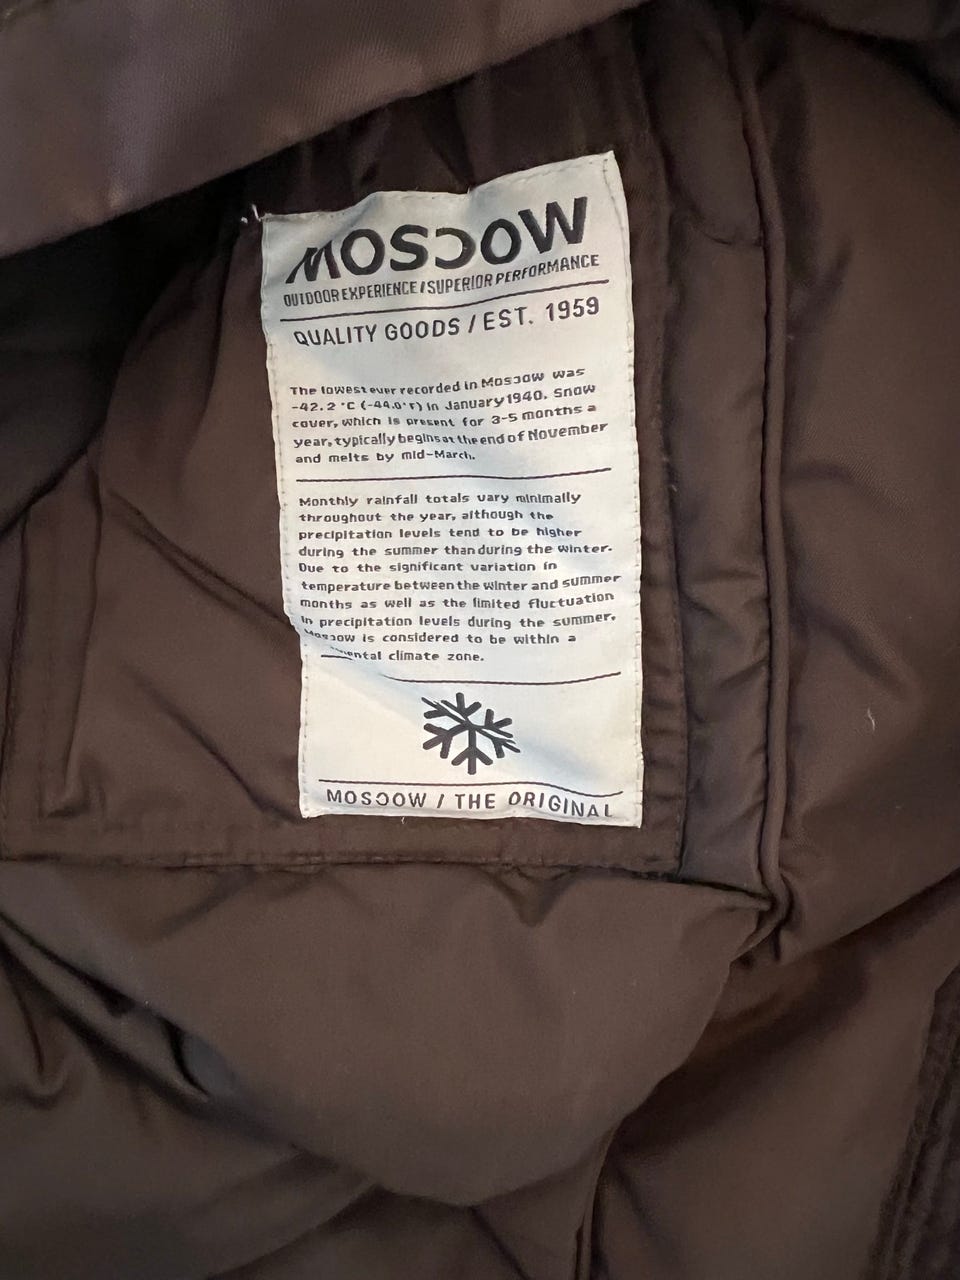 MOSƆOW
OUTDOOR EXPERIENCE / SUPERIOR PERFORMANCE
QUALITY GOODS / EST. 1959
The lowest ever recorded in MosɔoW was
-42.2 °C (-44.0°F) in January 1940. Snow
cover, which is present for 3-5 months a
year, typically begins at the end of November
and melts by mid-March.
Monthly rainfall totals vary minimally
throughout the year, although the
precipitation levels tend to be higher
during the summer than during the winter.
Due to the significant variation in
temperature between the winter and summer
months as well as the limited fluctuation
in precipitation levels during the summer.
Mosɔow is considered to be within a
climate zone.
MOSƆOW / THE ORIGINAL